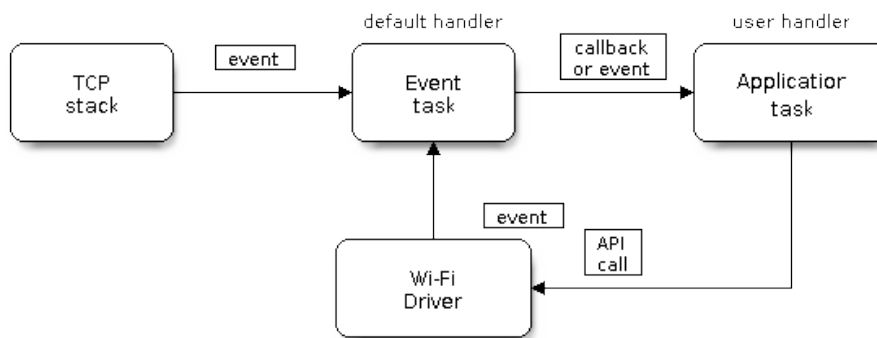 default handler
user handler
event
callback
or event
TCP
stack
Event
task
Application
task
event
API
call
Wi-Fi
Driver